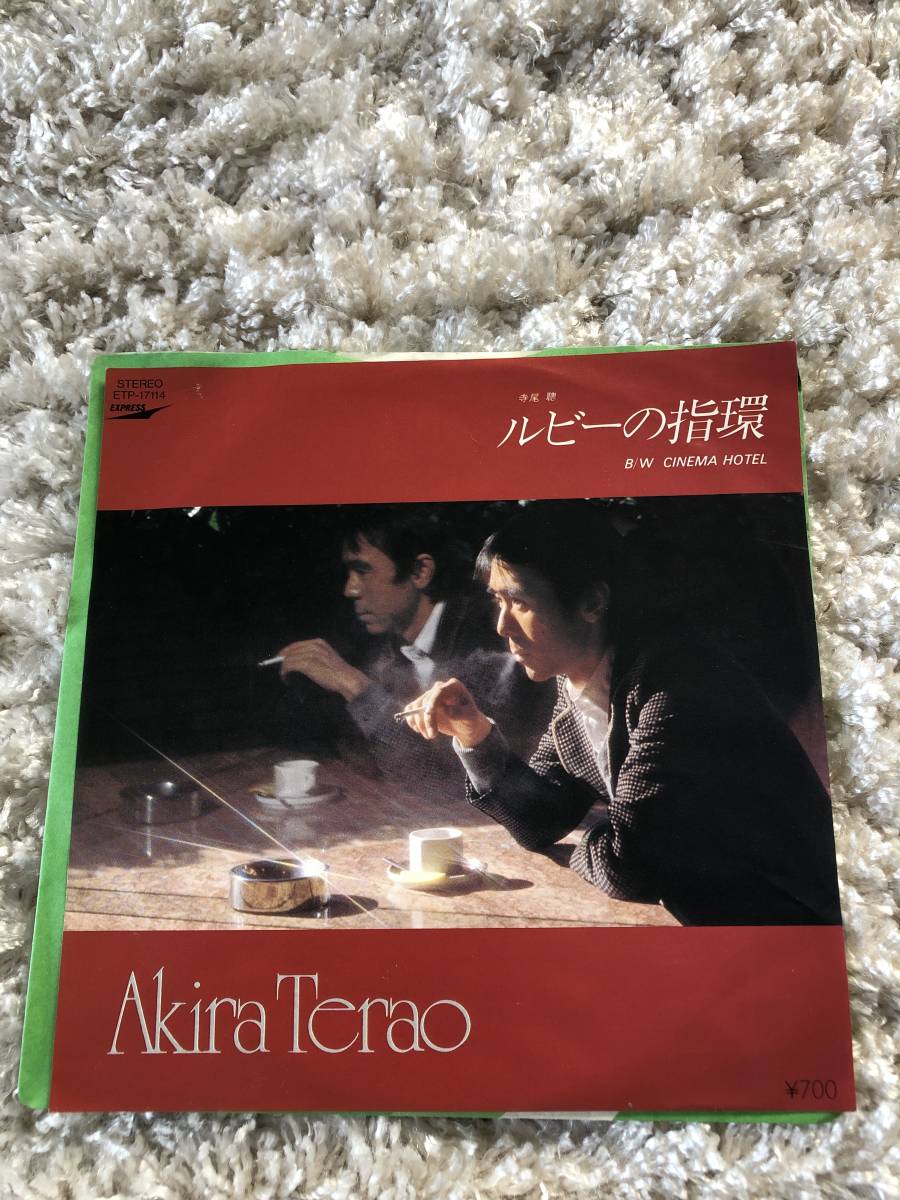 STEREO
ETP-17114
EXPRESS
寺尾 聰
ルビーの指環
B/W CINEMA HOTEL
Akira Terao
¥700